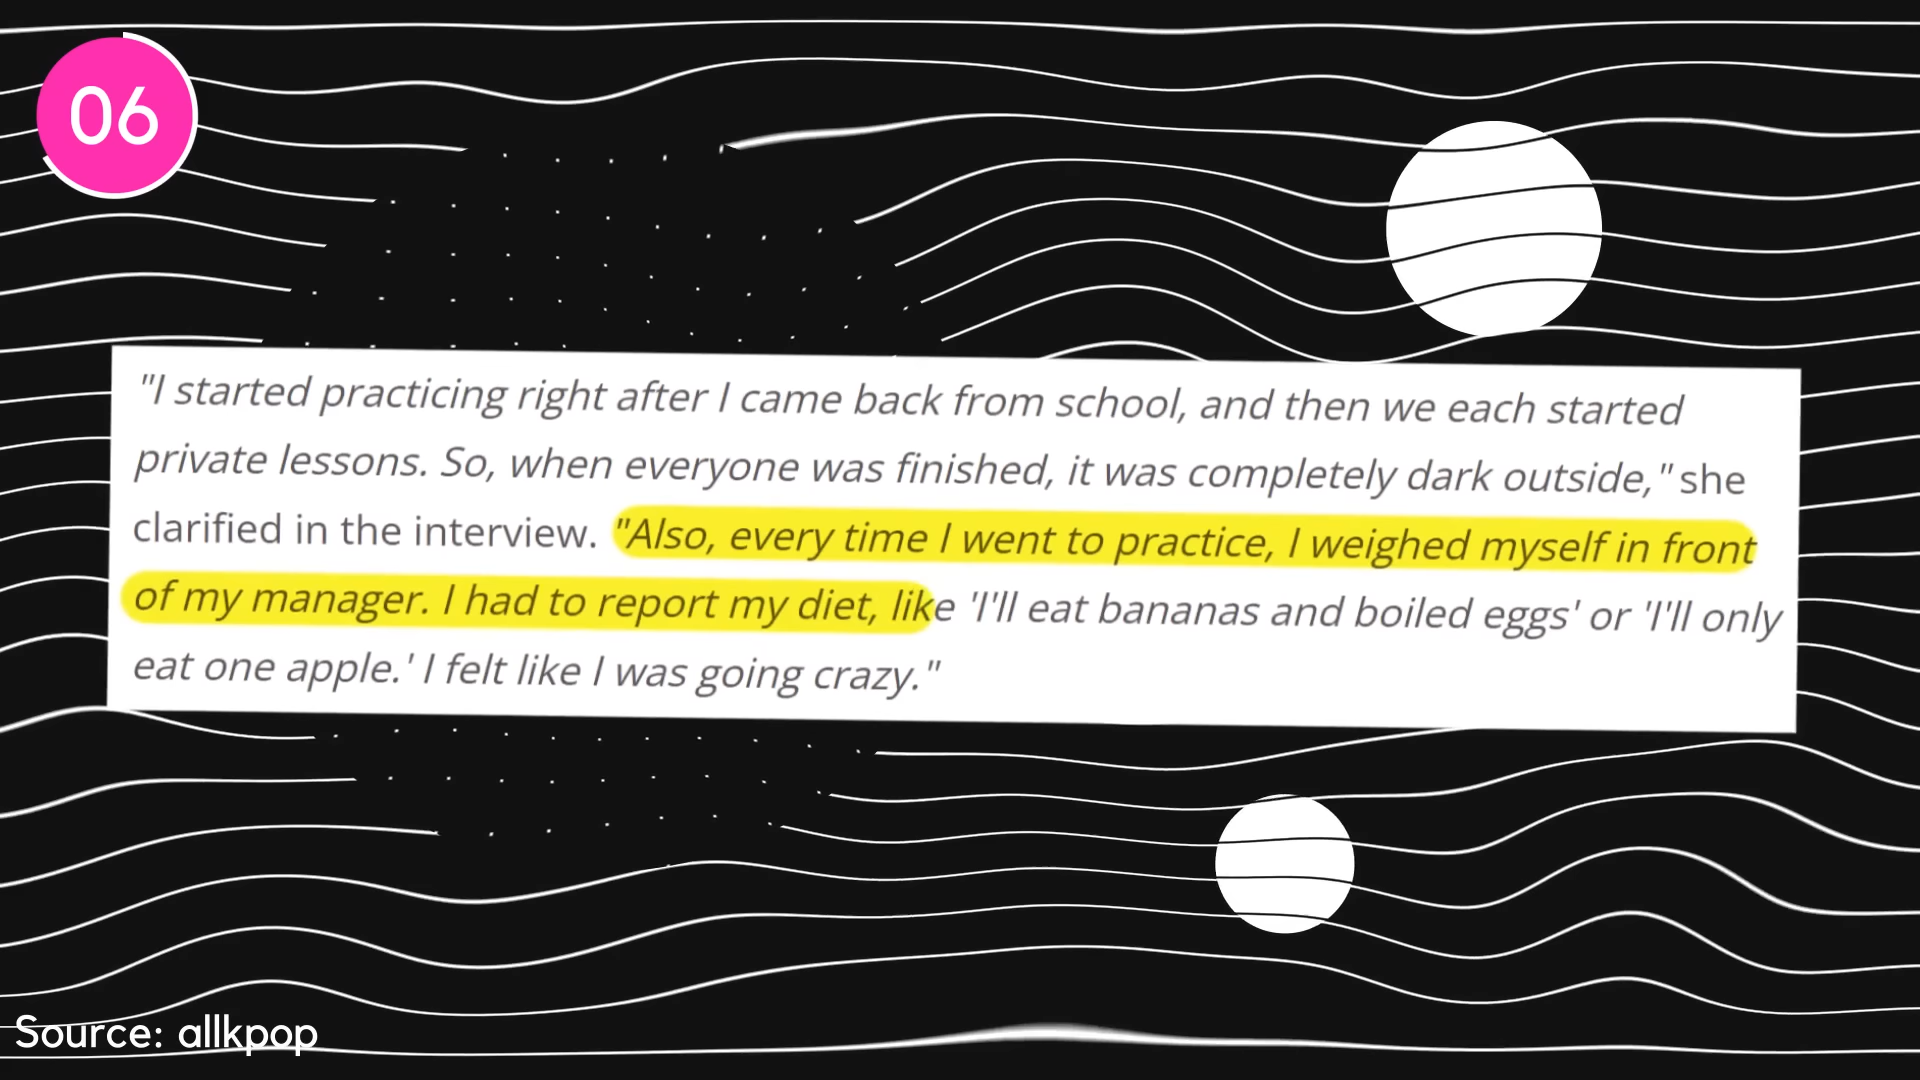 06
"I started practicing right after I came back from school, and then we each started
private lessons. So, when everyone was finished, it was completely dark outside," she
clarified in the interview. "Also, every time I went to practice, I weighed myself in front
of my manager. I had to report my diet, like 'I'll eat bananas and boiled eggs' or 'I'll only
eat one apple.' I felt like I was going crazy."
Source: allkpop